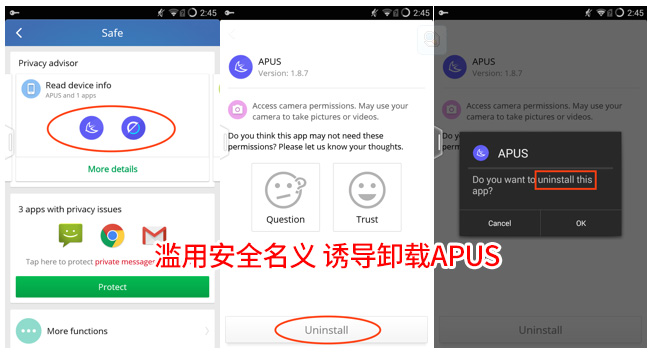 2:45
Safe
Privacy advisor
Read device info
APUS and 1 apps
More details
3 apps with privacy issues
Tap here to protect private messages
Protect
More functions
2:45
APUS
Version: 1.8.7
Access camera permissions. May use your
camera to take pictures or videos.
Do you think this app may not need these
permissions? Please let us know your thoughts.
Question
Trust
Uninstall
2:45
APUS
Version: 1.8.7
Access camera permissions. May use your
camera to take pictures or videos.
APUS
Do you want to uninstall this
app?
Cancel
OK
Uninstall
滥用安全名义 诱导卸载APUS